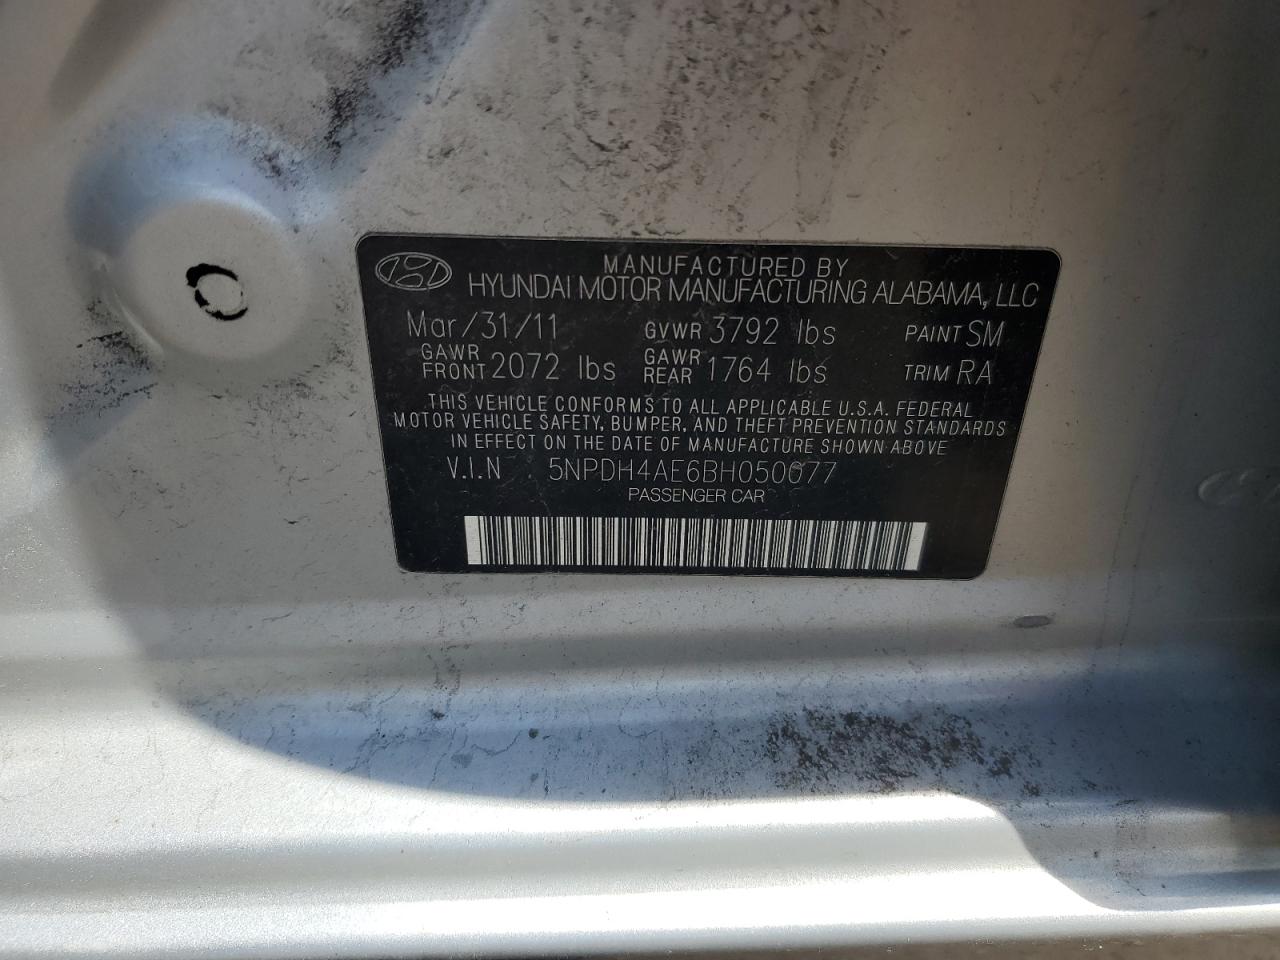 MANUFACTURED BY
HYUNDAI MOTOR MANUFACTURING ALABAMA, LLC
Mar/31/11 GVWR 3792 lbs PAINT SM
GAWR FRONT 2072 lbs GAWR REAR 1764 lbs TRIM RA
THIS VEHICLE CONFORMS TO ALL APPLICABLE U.S.A. FEDERAL
MOTOR VEHICLE SAFETY, BUMPER, AND THEFT PREVENTION STANDARDS
IN EFFECT ON THE DATE OF MANUFACTURE SHOWN ABOVE
V.I.N 5NPDH4AE6BH050077
PASSENGER CAR